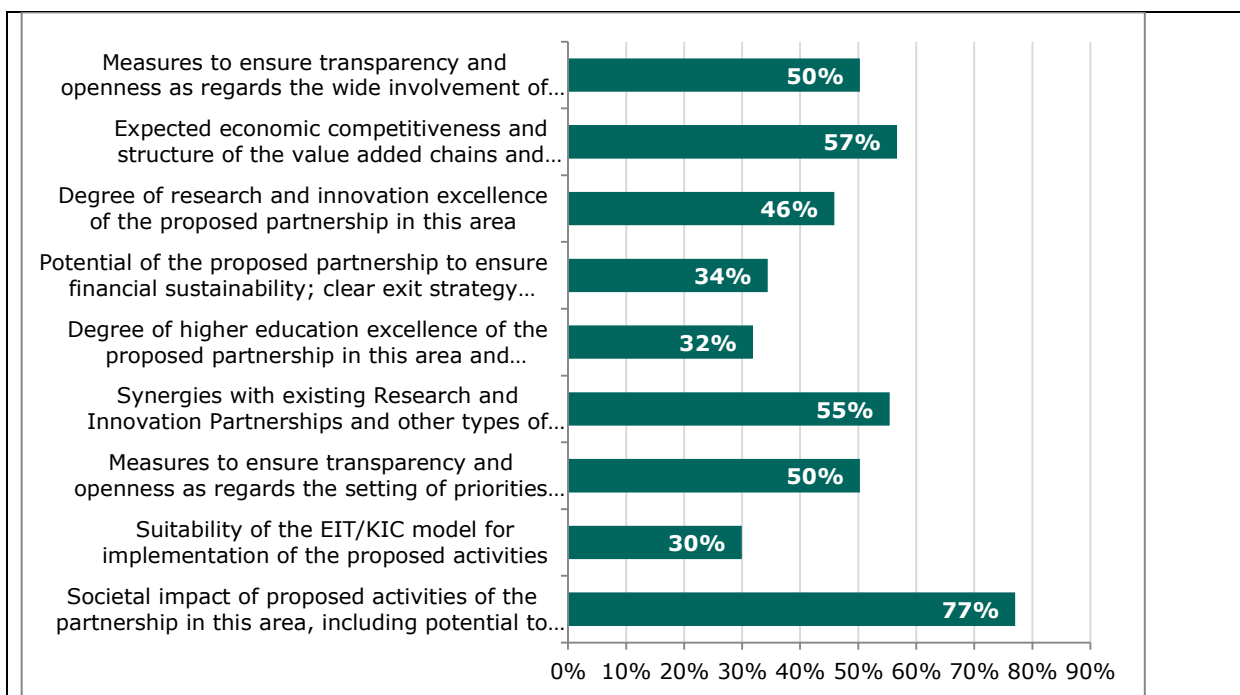 Measures to ensure transparency and
openness as regards the wide involvement of…
50%
Expected economic competitiveness and
structure of the value added chains and…
57%
Degree of research and innovation excellence
of the proposed partnership in this area
46%
Potential of the proposed partnership to ensure
financial sustainability; clear exit strategy…
34%
Degree of higher education excellence of the
proposed partnership in this area and…
32%
Synergies with existing Research and
Innovation Partnerships and other types of…
55%
Measures to ensure transparency and
openness as regards the setting of priorities…
50%
Suitability of the EIT/KIC model for
implementation of the proposed activities
30%
Societal impact of proposed activities of the
partnership in this area, including potential to…
77%
0% 10% 20% 30% 40% 50% 60% 70% 80% 90%